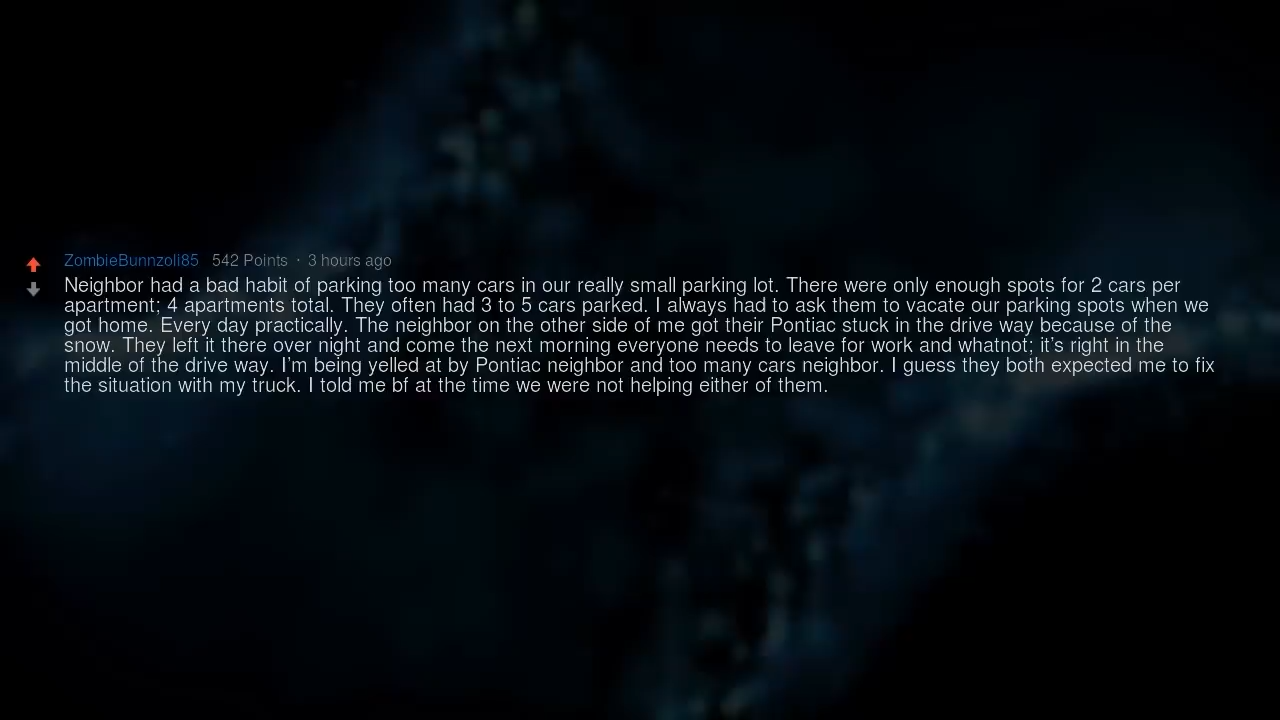 ZombieBunnzoli85 542 Points · 3 hours ago
Neighbor had a bad habit of parking too many cars in our really small parking lot. There were only enough spots for 2 cars per
apartment; 4 apartments total. They often had 3 to 5 cars parked. I always had to ask them to vacate our parking spots when we
got home. Every day practically. The neighbor on the other side of me got their Pontiac stuck in the drive way because of the
snow. They left it there over night and come the next morning everyone needs to leave for work and whatnot; it's right in the
middle of the drive way. I'm being yelled at by Pontiac neighbor and too many cars neighbor. I guess they both expected me to fix
the situation with my truck. I told me bf at the time we were not helping either of them.